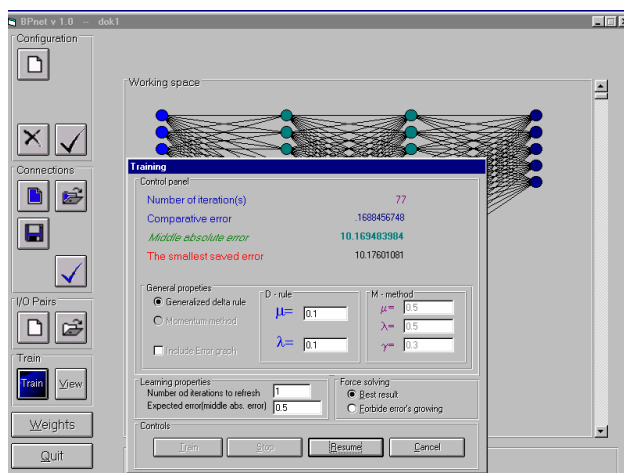 BPnet v 1.0 -- dok1
Configuration
Working space
Connections
I/O Pairs
Train
Train
View
Weights
Quit
Training
Control panel
Number of iteration(s) 77
Comparative error .1688456748
Middle absolute error 10.169483984
The smallest saved error 10.17601081
General propeties
Generalized delta rule
Momentum method
Include Error graph
D - rule
μ= 0.1
λ= 0.1
M - method
μ= 0.5
λ= 0.5
γ= 0.3
Learning properties
Number od iterations to refresh 1
Expected error(middle abs. error) 0.5
Force solving
Best result
Forbide error's growing
Controls
Train
Stop
Resume
Cancel